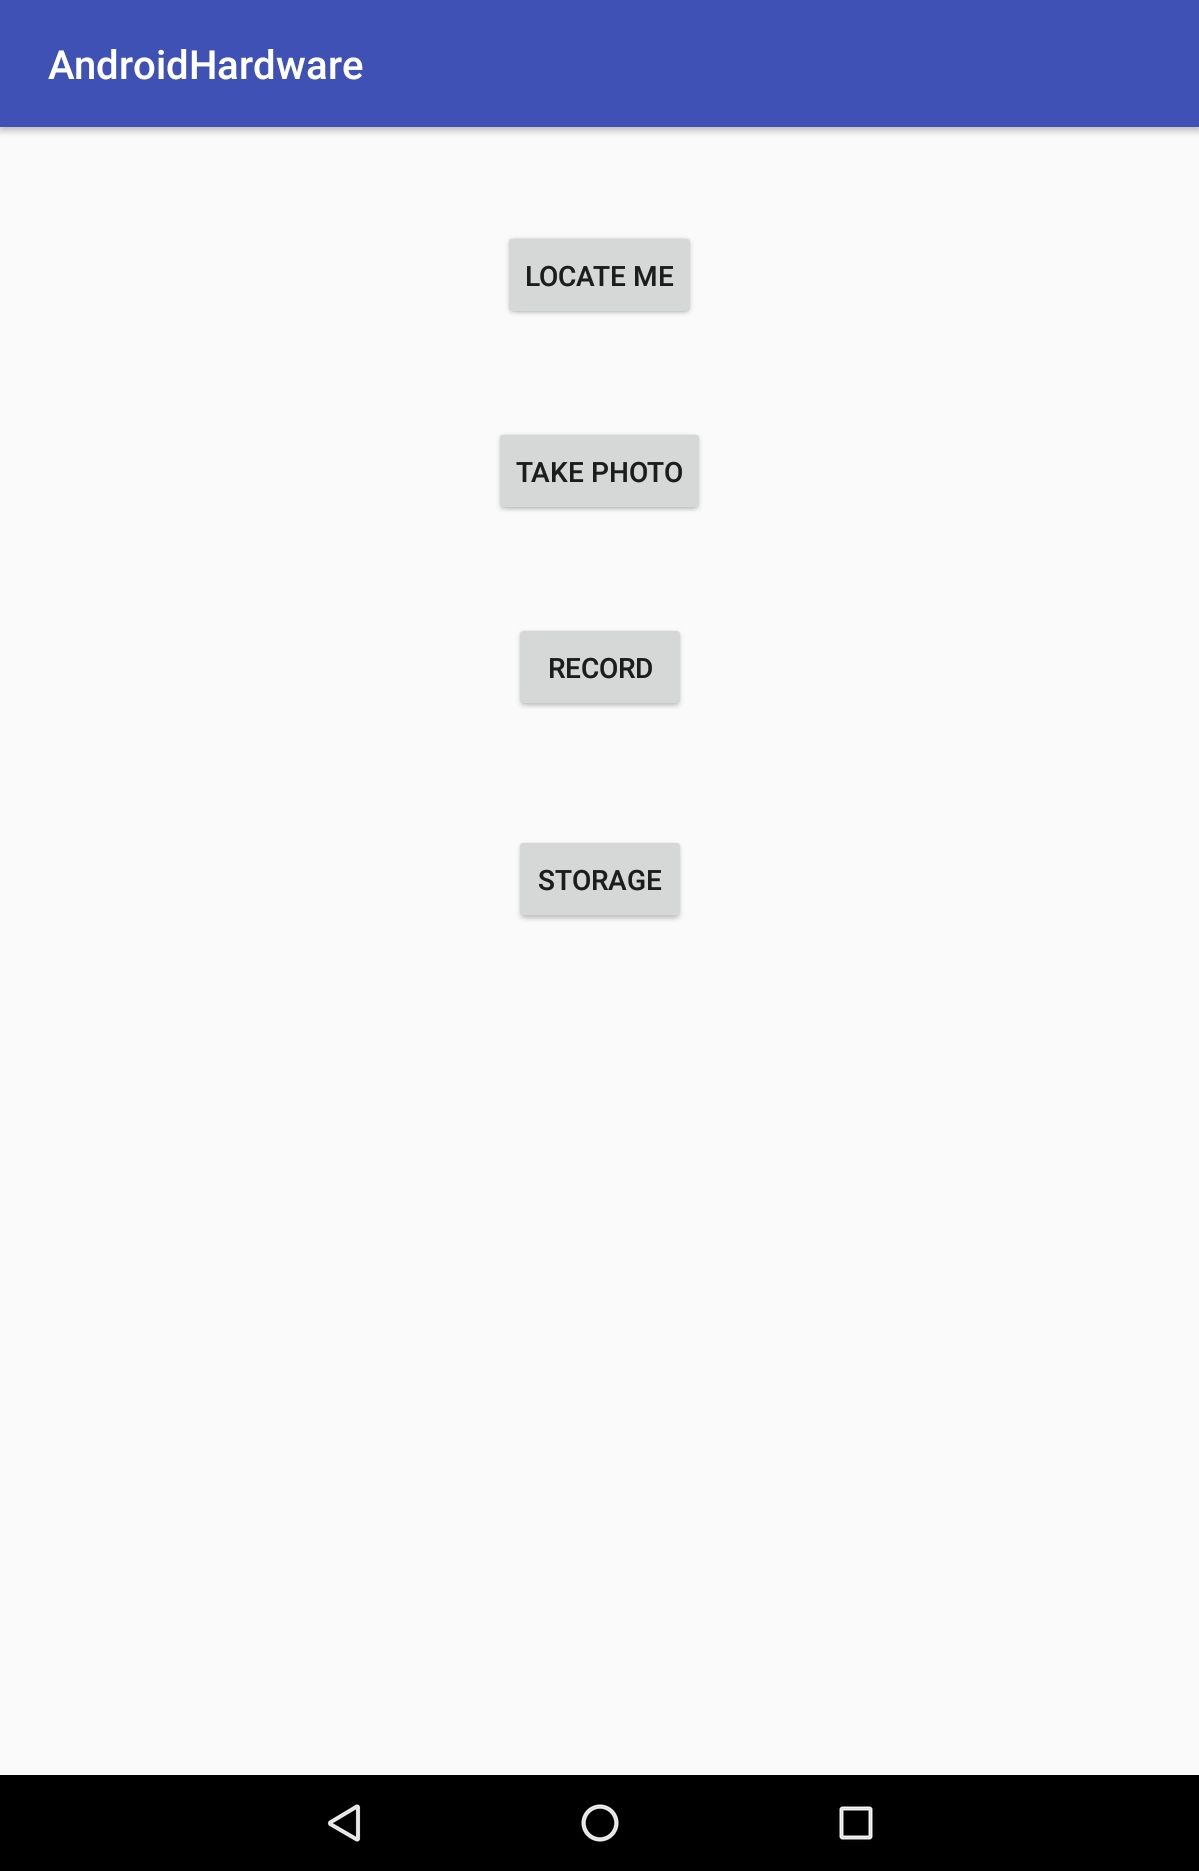 AndroidHardware
LOCATE ME
TAKE PHOTO
RECORD
STORAGE